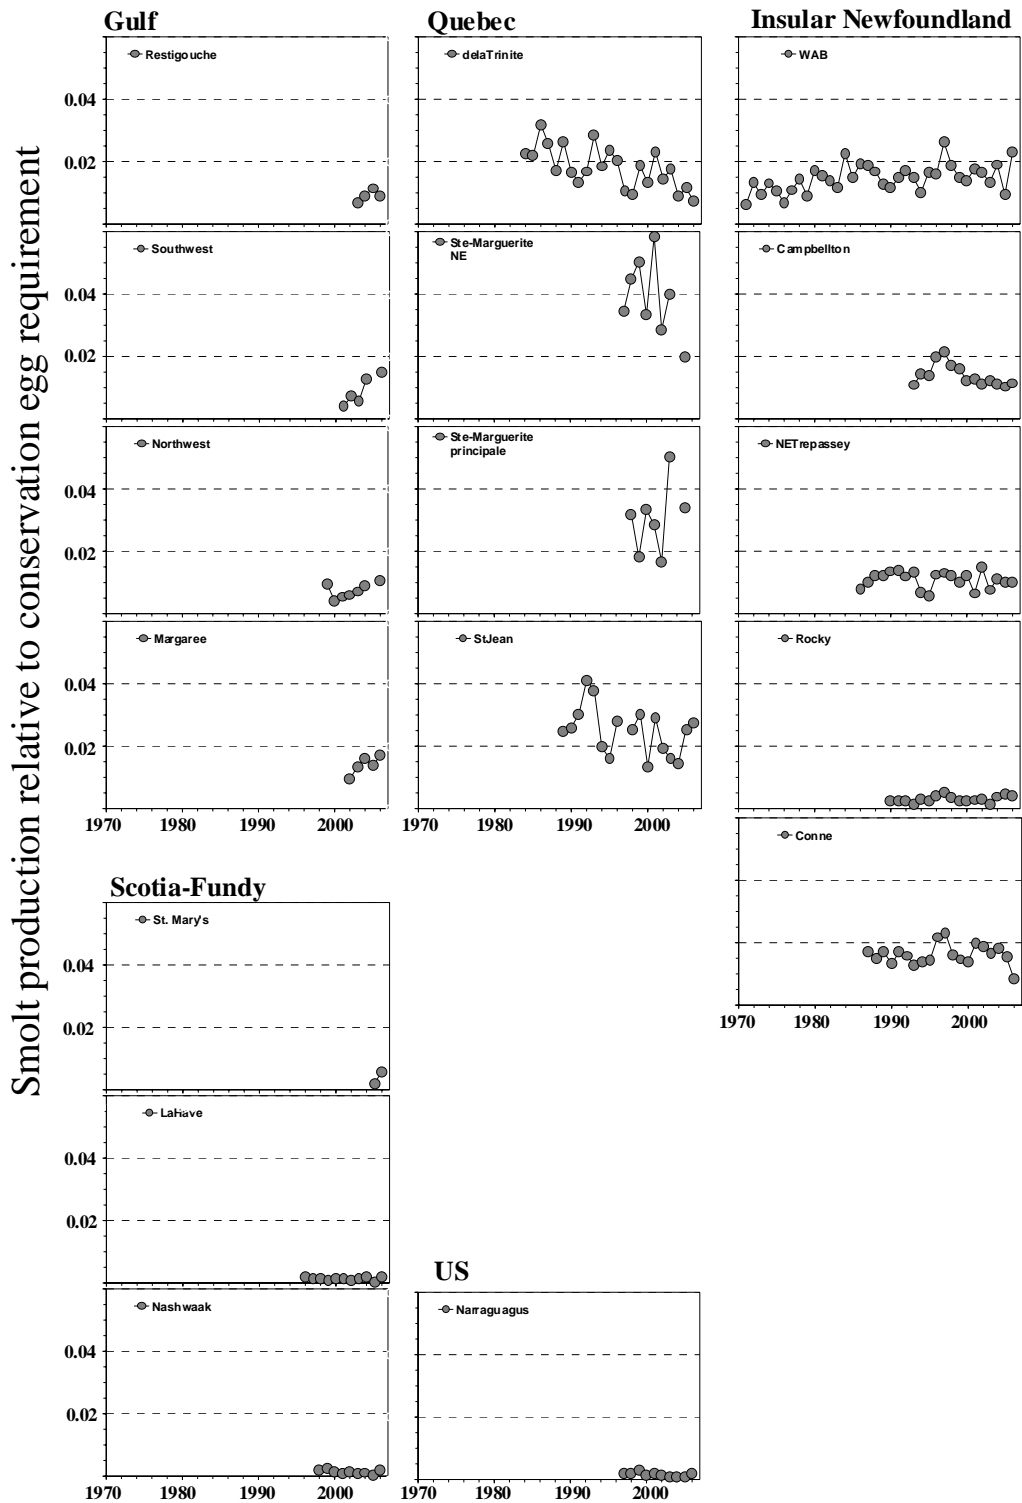 Gulf
Quebec
Insular Newfoundland
Smolt production relative to conservation egg requirement
Restigouche
0.04
0.02
Southwest
0.04
0.02
Northwest
0.04
0.02
Margaree
0.04
0.02
1970 1980 1990 2000
delaTrinite
Ste-Marguerite
NE
Ste-Marguerite
principale
StJean
1970 1980 1990 2000
WAB
Campbellton
NETrepassey
Rocky
Conne
1970 1980 1990 2000
Scotia-Fundy
St. Mary's
0.04
0.02
LaHave
0.04
0.02
Nashwaak
0.04
0.02
1970 1980 1990 2000
US
Narraguagus
1970 1980 1990 2000